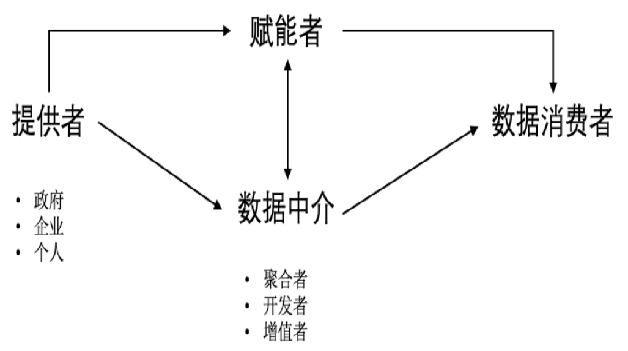 赋能者
提供者
数据消费者
• 政府
• 企业
• 个人
数据中介
• 聚合者
• 开发者
• 增值者